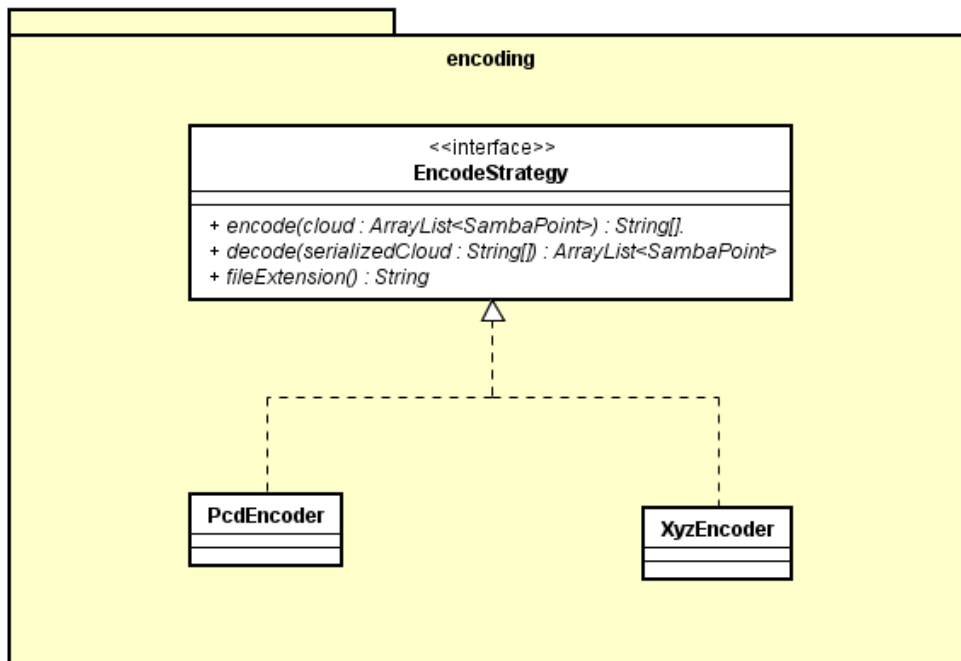 encoding
<<interface>>
EncodeStrategy
+ encode(cloud : ArrayList<SambaPoint>) : String[].
+ decode(serializedCloud : String[]) : ArrayList<SambaPoint>
+ fileExtension() : String
PcdEncoder
XyzEncoder